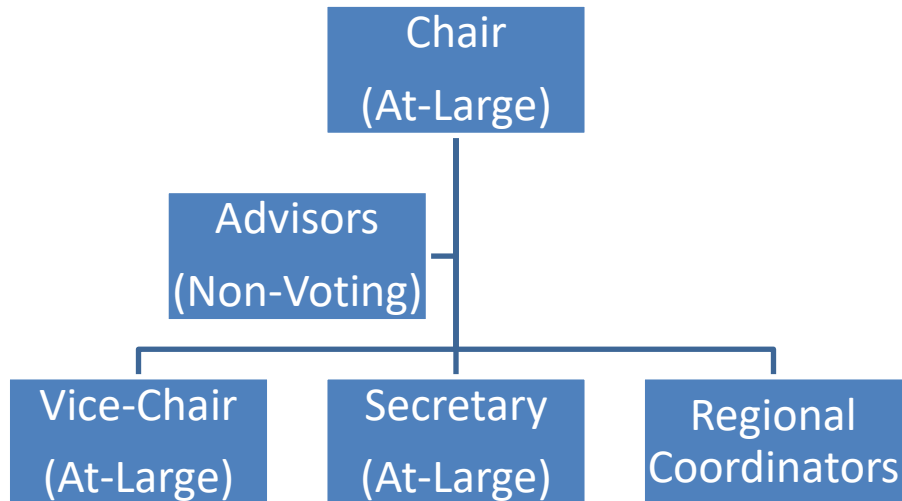 Chair
(At-Large)
Advisors
(Non-Voting)
Vice-Chair
(At-Large)
Secretary
(At-Large)
Regional
Coordinators